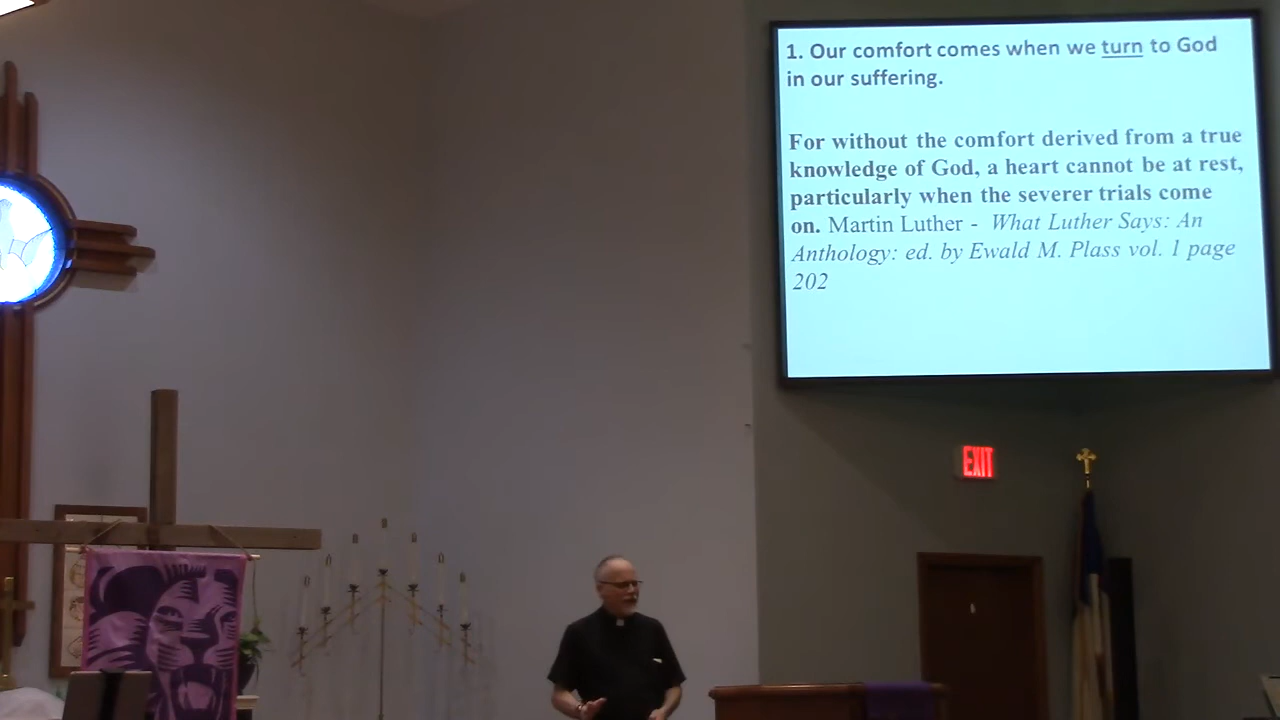 1. Our comfort comes when we turn to God
in our suffering.
For without the comfort derived from a true
knowledge of God, a heart cannot be at rest,
particularly when the severer trials come
on. Martin Luther - What Luther Says: An
Anthology: ed. by Ewald M. Plass vol. 1 page
202
EXIT